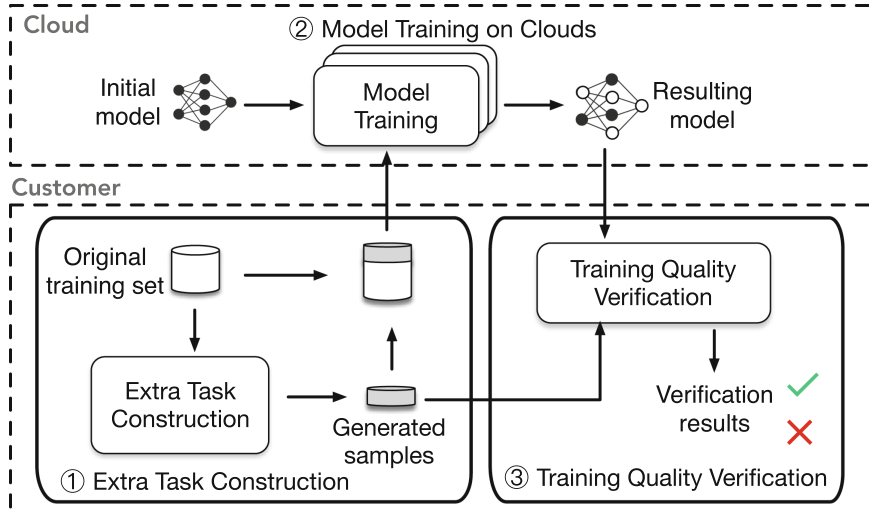 Cloud
② Model Training on Clouds
Initial
model
Model
Training
Resulting
model
Customer
Original
training set
Extra Task
Construction
Generated
samples
① Extra Task Construction
Training Quality
Verification
Verification
results
③ Training Quality Verification